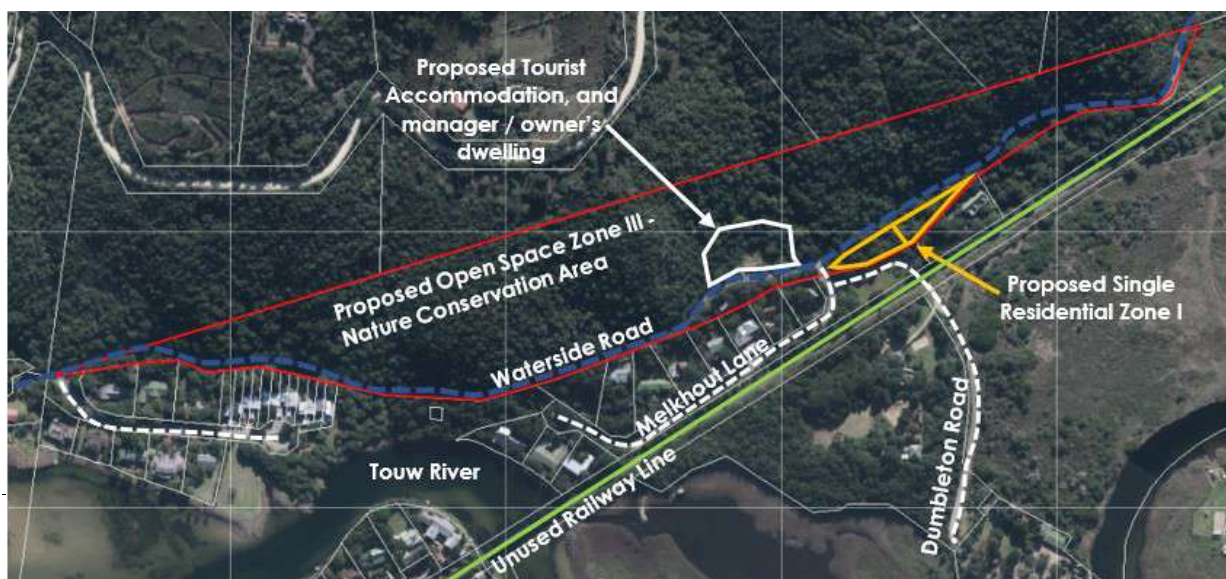 Proposed Tourist
Accommodation, and
manager / owner's
dwelling
Proposed Open Space Zone III -
Nature Conservation Area
Proposed Single
Residential Zone I
Waterside Road
Melkhout Lane
Touw River
Unused Railway Line
Dumbleton Road